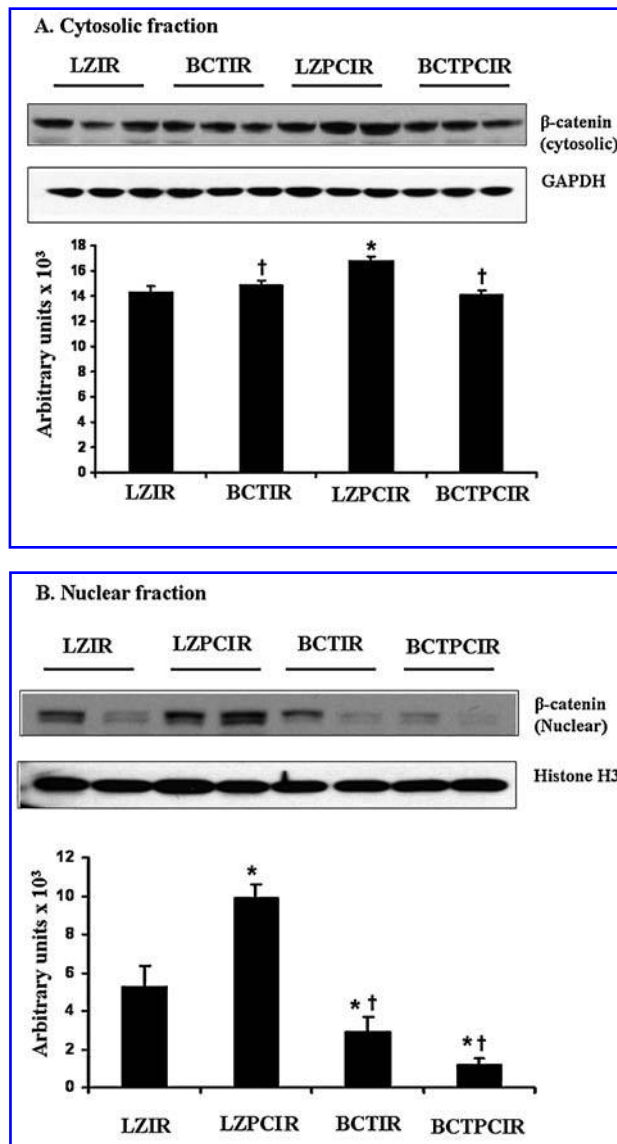 A. Cytosolic fraction
LZIR BCTIR LZPCIR BCTPCIR
β-catenin
(cytosolic)
GAPDH
Arbitrary units x 10³
18
16
14
12
10
8
6
4
2
0
† * †
LZIR BCTIR LZPCIR BCTPCIR
B. Nuclear fraction
LZIR LZPCIR BCTIR BCTPCIR
β-catenin
(Nuclear)
Histone H3
Arbitrary units x 10³
12
10
8
6
4
2
0
* * † * †
LZIR LZPCIR BCTIR BCTPCIR